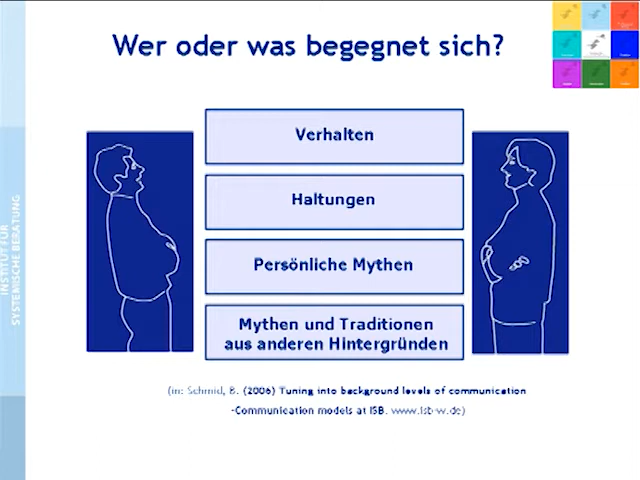 Wer oder was begegnet sich?
Verhalten
Haltungen
Persönliche Mythen
Mythen und Traditionen
aus anderen Hintergründen
(in: Schmid, B. (2006) Tuning into background levels of communication
-Communication models at ISB. www.isb-w.de)
INSTITUT FÜR
SYSTEMISCHE BERATUNG